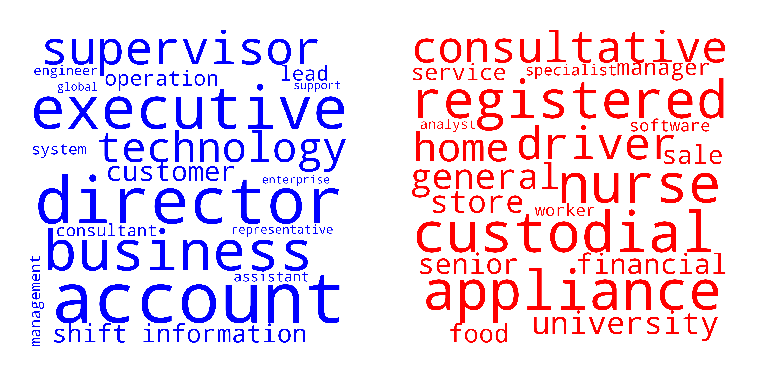 supervisor
engineer operation lead
global support
executive
technology
system
customer
enterprise
director
consultant representative
business
assistant
management
account
shift information
consultative
service specialist manager
registered
analyst software
home driver sale
general nurse
store worker
custodial
senior financial
appliance
food university